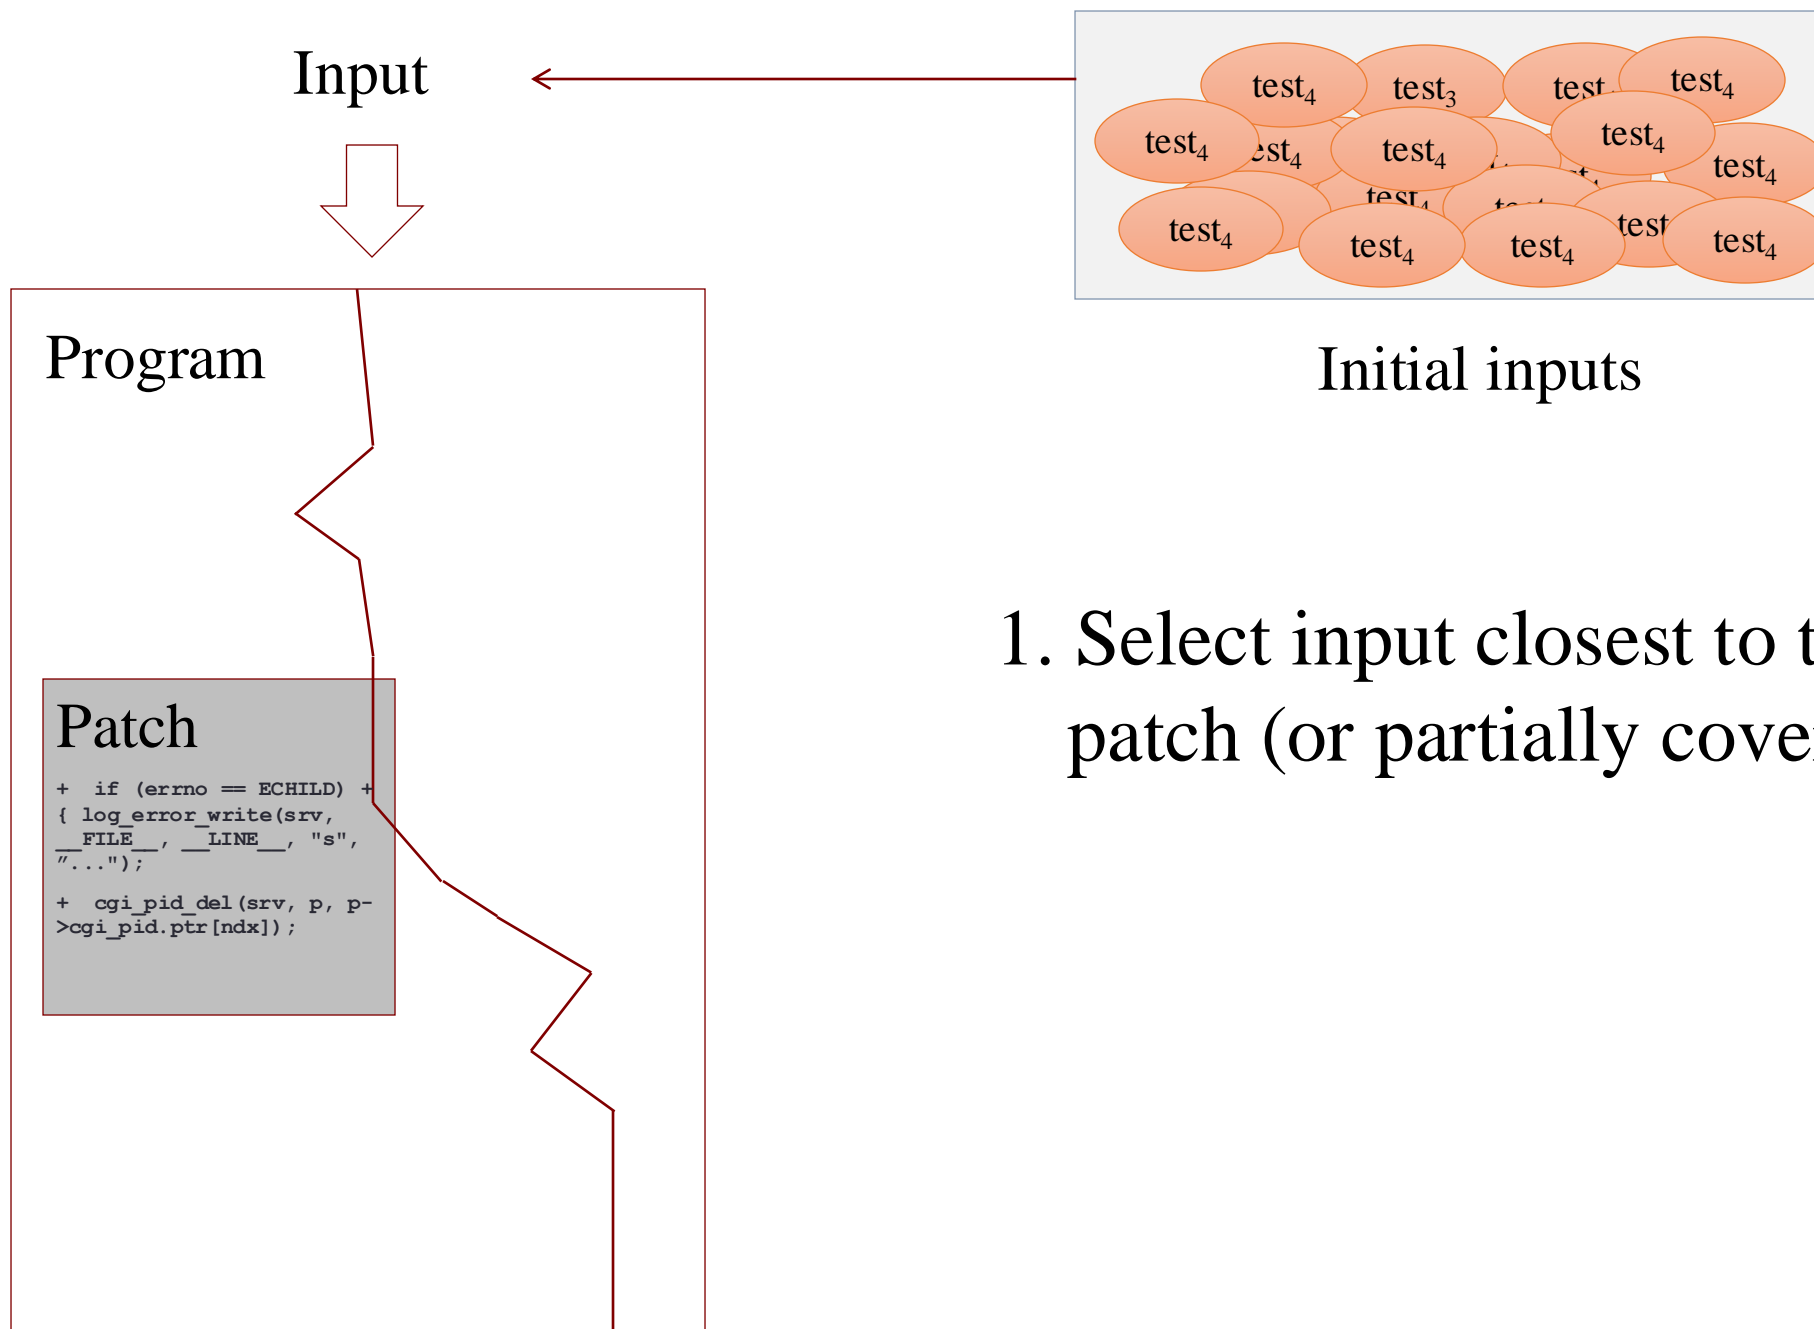 Input
test4 test3 test test4
test4 est4 test4 test4 test4
test4 test4 test4 test test4
Initial inputs
Program
1. Select input closest to t
patch (or partially cove
Patch
+ if (errno == ECHILD) +
{ log_error_write(srv,
__FILE__, __LINE__, "s",
"...");
+ cgi_pid_del(srv, p, p-
>cgi_pid.ptr[ndx]);